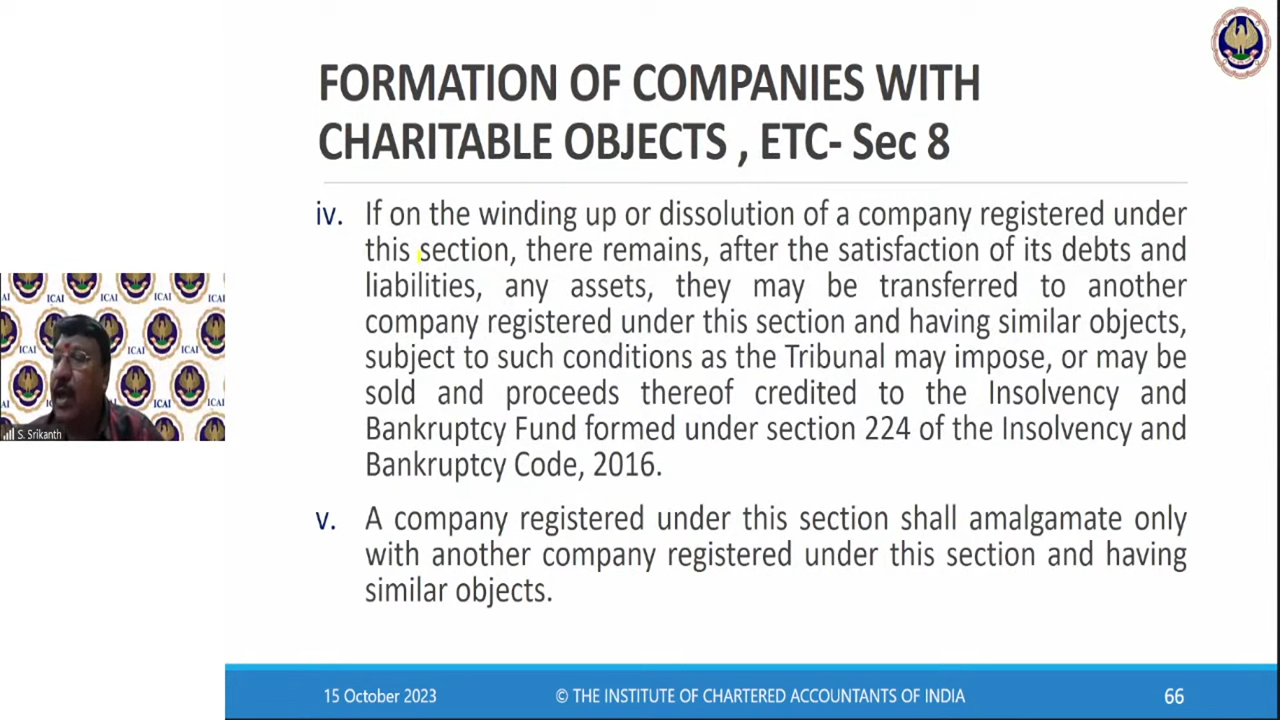 FORMATION OF COMPANIES WITH
CHARITABLE OBJECTS , ETC- Sec 8
iv. If on the winding up or dissolution of a company registered under
this section, there remains, after the satisfaction of its debts and
liabilities, any assets, they may be transferred to another
company registered under this section and having similar objects,
subject to such conditions as the Tribunal may impose, or may be
sold and proceeds thereof credited to the Insolvency and
Bankruptcy Fund formed under section 224 of the Insolvency and
Bankruptcy Code, 2016.
v. A company registered under this section shall amalgamate only
with another company registered under this section and having
similar objects.
ICAI
S. Srikanth
15 October 2023
© THE INSTITUTE OF CHARTERED ACCOUNTANTS OF INDIA
66